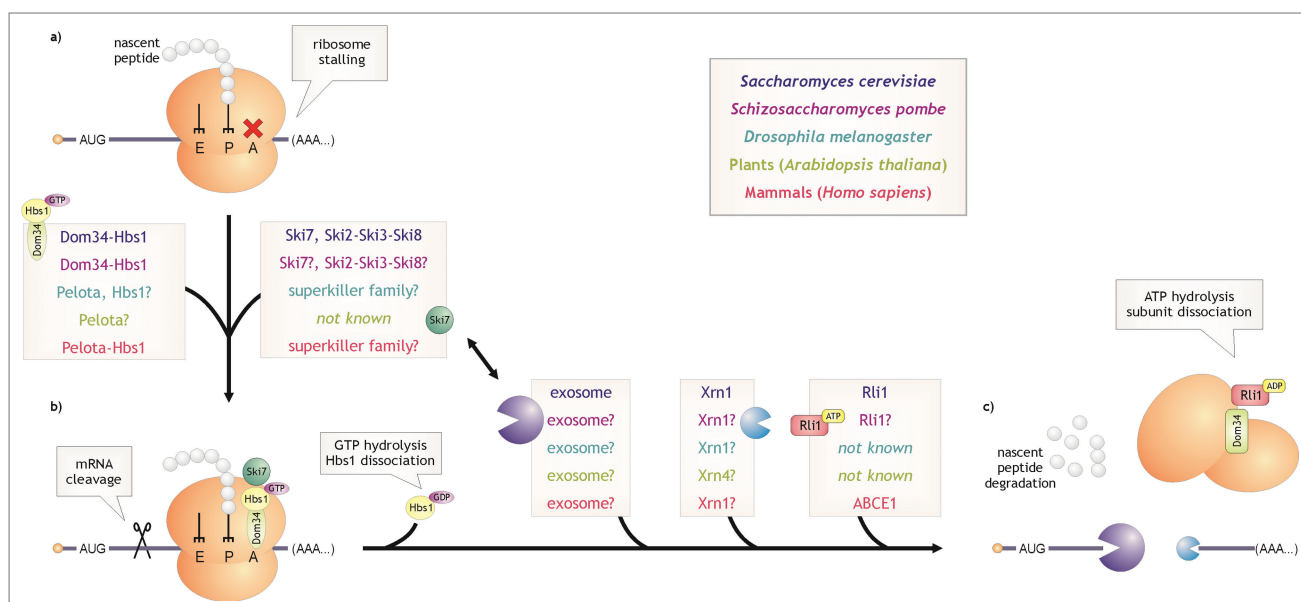 a)
nascent
peptide
ribosome
stalling
AUG
E P A
(AAA...)
Saccharomyces cerevisiae
Schizosaccharomyces pombe
Drosophila melanogaster
Plants (Arabidopsis thaliana)
Mammals (Homo sapiens)
Hbs1
GTP
Dom34
Dom34-Hbs1
Dom34-Hbs1
Pelota, Hbs1?
Pelota?
Pelota-Hbs1
Ski7, Ski2-Ski3-Ski8
Ski7?, Ski2-Ski3-Ski8?
superkiller family?
not known
superkiller family?
Ski7
b)
mRNA
cleavage
AUG
Ski7
Hbs1
GTP
Dom34
E P A
(AAA...)
GTP hydrolysis
Hbs1 dissociation
Hbs1
GDP
exosome
exosome?
exosome?
exosome?
exosome?
Xrn1
Xrn1?
Xrn1?
Xrn4?
Xrn1?
Rli1
ATP
Rli1
Rli1?
not known
not known
ABCE1
c)
ATP hydrolysis
subunit dissociation
Rli1
ADP
Dom34
nascent
peptide
degradation
AUG
(AAA...)